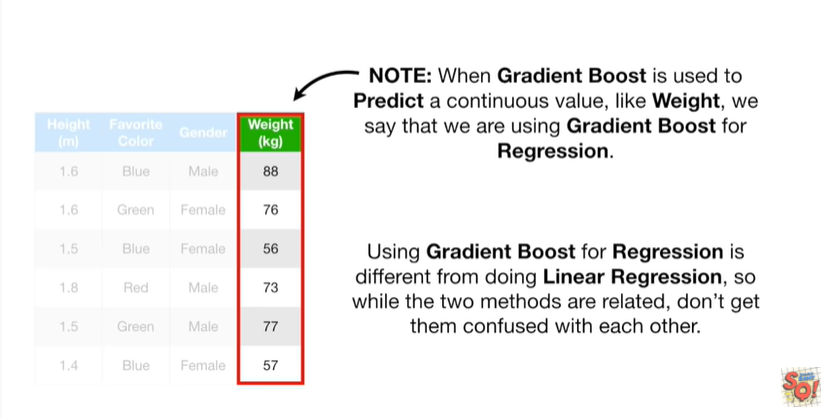 NOTE: When Gradient Boost is used to
Predict a continuous value, like Weight, we
say that we are using Gradient Boost for
Regression.
Height (m) Favorite Color Gender Weight (kg)
1.6 Blue Male 88
1.6 Green Female 76
1.5 Blue Female 56
1.8 Red Male 73
1.5 Green Male 77
1.4 Blue Female 57
Using Gradient Boost for Regression is
different from doing Linear Regression, so
while the two methods are related, don't get
them confused with each other.
SQ!